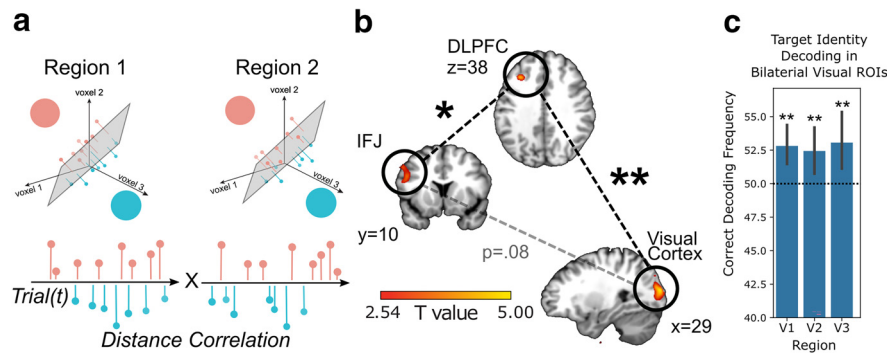 a
Region 1
Region 2
voxel 2
voxel 1
voxel 3
voxel 2
voxel 1
voxel 3
Trial(t)
X
Distance Correlation
b
DLPFC
z=38
*
IFJ
**
y=10
p=.08
Visual
Cortex
2.54
T value
5.00
x=29
c
Target Identity
Decoding in
Bilaterial Visual ROIs
Correct Decoding Frequency
55.0
52.5
50.0
47.5
45.0
42.5
40.0
**
**
**
V1
V2
V3
Region